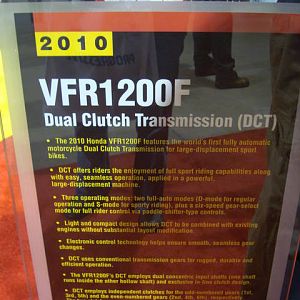 2010
VFR1200F
Dual Clutch Transmission (DCT)
• The 2010 Honda VFR1200F features the world's first fully automatic
motorcycle Dual Clutch Transmission for large-displacement sport
bikes.
• DCT offers riders the enjoyment of full sport riding capabilities along
with easy, seamless operation, applied in a powerful,
large-displacement machine.
• Three operating modes: two full-auto modes (D-mode for regular
operation and S-mode for sporty riding), plus a six-speed gear-select
mode for full rider control via paddle-shifter-type controls.
• Light and compact design allows DCT to be combined with existing
engines without substantial layout modification.
• Electronic control technology helps ensure smooth, seamless gear
changes.
• DCT uses conventional transmission gears for rugged, durable and
efficient operation.
• The VFR1200F's DCT employs dual concentric input shafts (one shaft
runs inside the other hollow shaft) and exclusive in-line clutch design.
• DCT employs independent clutches for the odd-numbered gears (1st,
3rd, 5th) and the even-numbered gears (2nd, 4th, 6th),